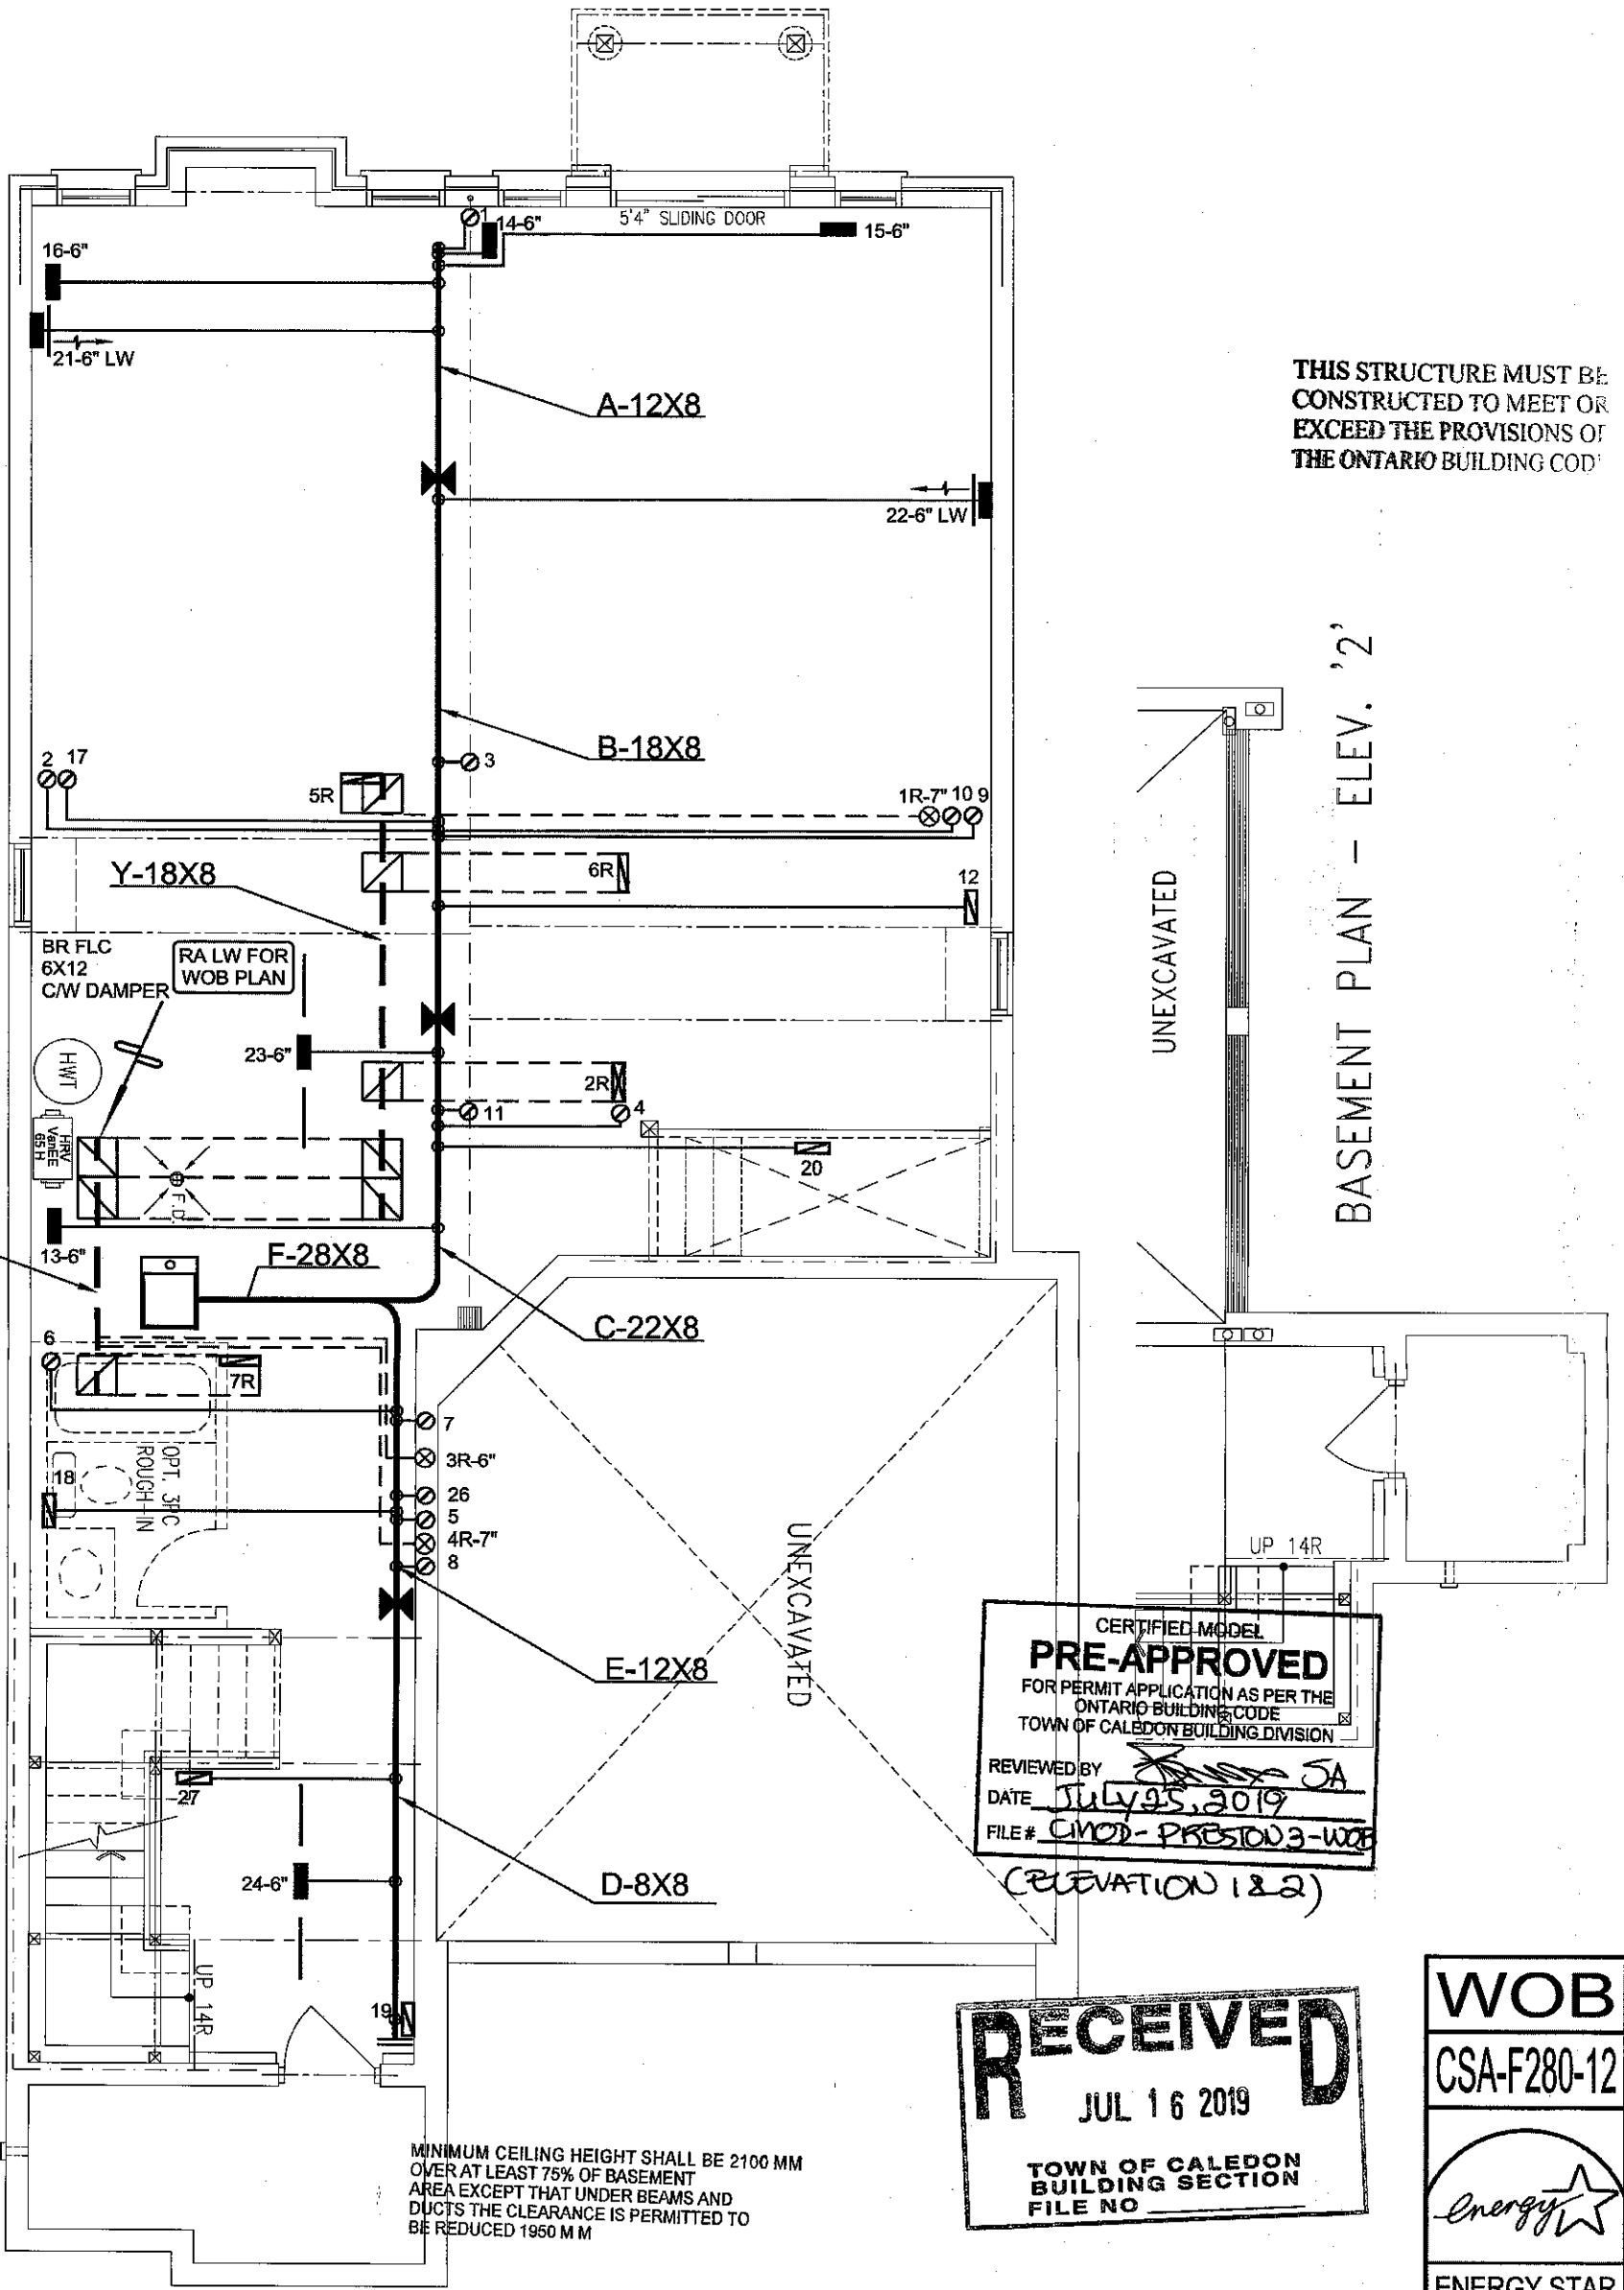 1
14-6"
5'4" SLIDING DOOR
15-6"
16-6"
21-6" LW
A-12X8
THIS STRUCTURE MUST BE
CONSTRUCTED TO MEET OR
EXCEED THE PROVISIONS OF
THE ONTARIO BUILDING COD
22-6" LW
BASEMENT PLAN - ELEV. '2'
B-18X8
2 17
3
5R
1R-7" 10 9
6R
Y-18X8
12
UNEXCAVATED
BR FLC
6X12
C/W DAMPER
RA LW FOR
WOB PLAN
23-6"
HWT
2R
11
4
HRV
VanEE
65 H
20
F.D.
13-6"
F-28X8
C-22X8
6
7R
7
3R-6"
OPT. 3PC
ROUGH-IN
18
26
5
4R-7"
8
UNEXCAVATED
UP 14R
E-12X8
CERTIFIED MODEL
PRE-APPROVED
FOR PERMIT APPLICATION AS PER THE
ONTARIO BUILDING CODE
TOWN OF CALEDON BUILDING DIVISION
REVIEWED BY SA
DATE July 25, 2019
FILE # CMOD-PRESTON 3-WOB
(ELEVATION 1&2)
27
24-6"
D-8X8
UP 14R
19
WOB
CSA-F280-12
energy
ENERGY STAR
RECEIVED
JUL 16 2019
TOWN OF CALEDON
BUILDING SECTION
FILE NO
MINIMUM CEILING HEIGHT SHALL BE 2100 MM
OVER AT LEAST 75% OF BASEMENT
AREA EXCEPT THAT UNDER BEAMS AND
DUCTS THE CLEARANCE IS PERMITTED TO
BE REDUCED 1950 M M